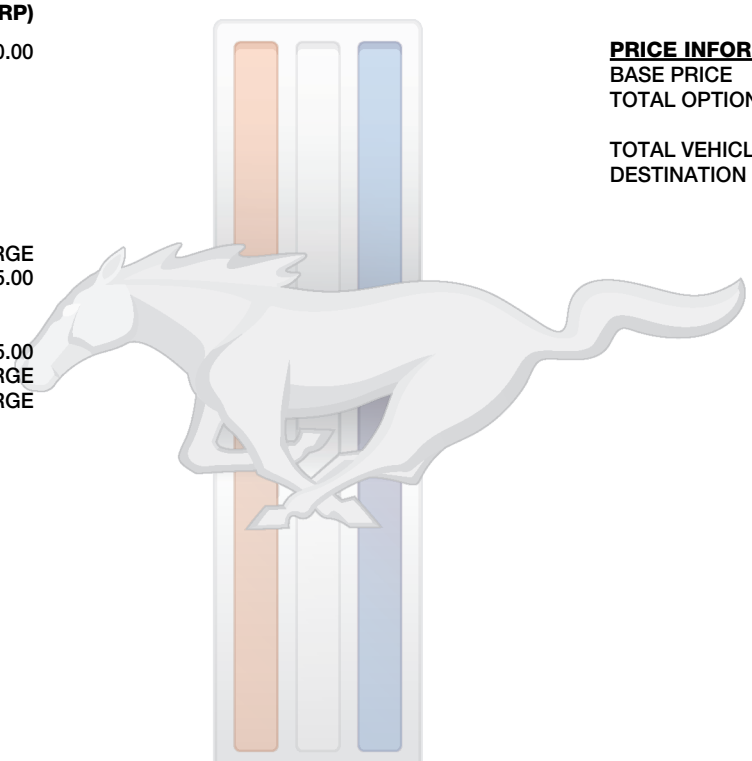 RP)
0.00
RGE
5.00
5.00
RGE
RGE
PRICE INFOR
BASE PRICE
TOTAL OPTION
TOTAL VEHICL
DESTINATION